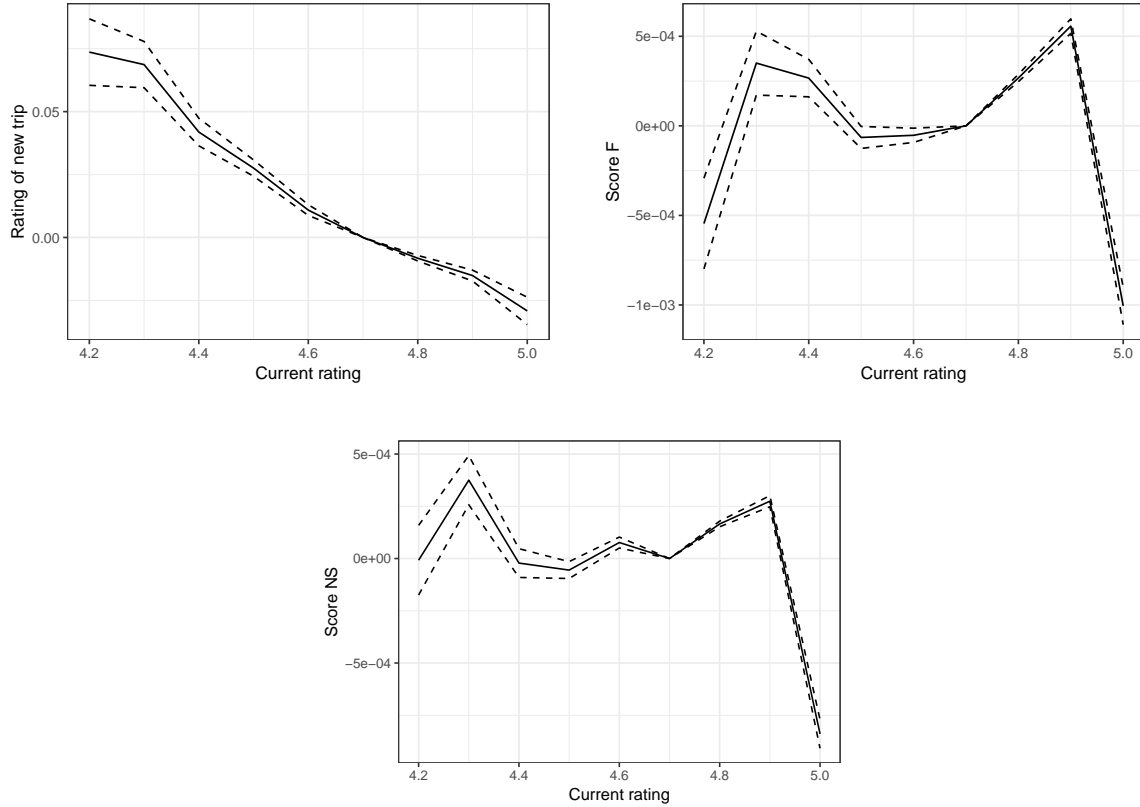 0.05
0.00
Rating of new trip
4.2 4.4 4.6 4.8 5.0
Current rating
5e−04
0e+00
−5e−04
−1e−03
Score F
4.2 4.4 4.6 4.8 5.0
Current rating
5e−04
0e+00
−5e−04
Score NS
4.2 4.4 4.6 4.8 5.0
Current rating